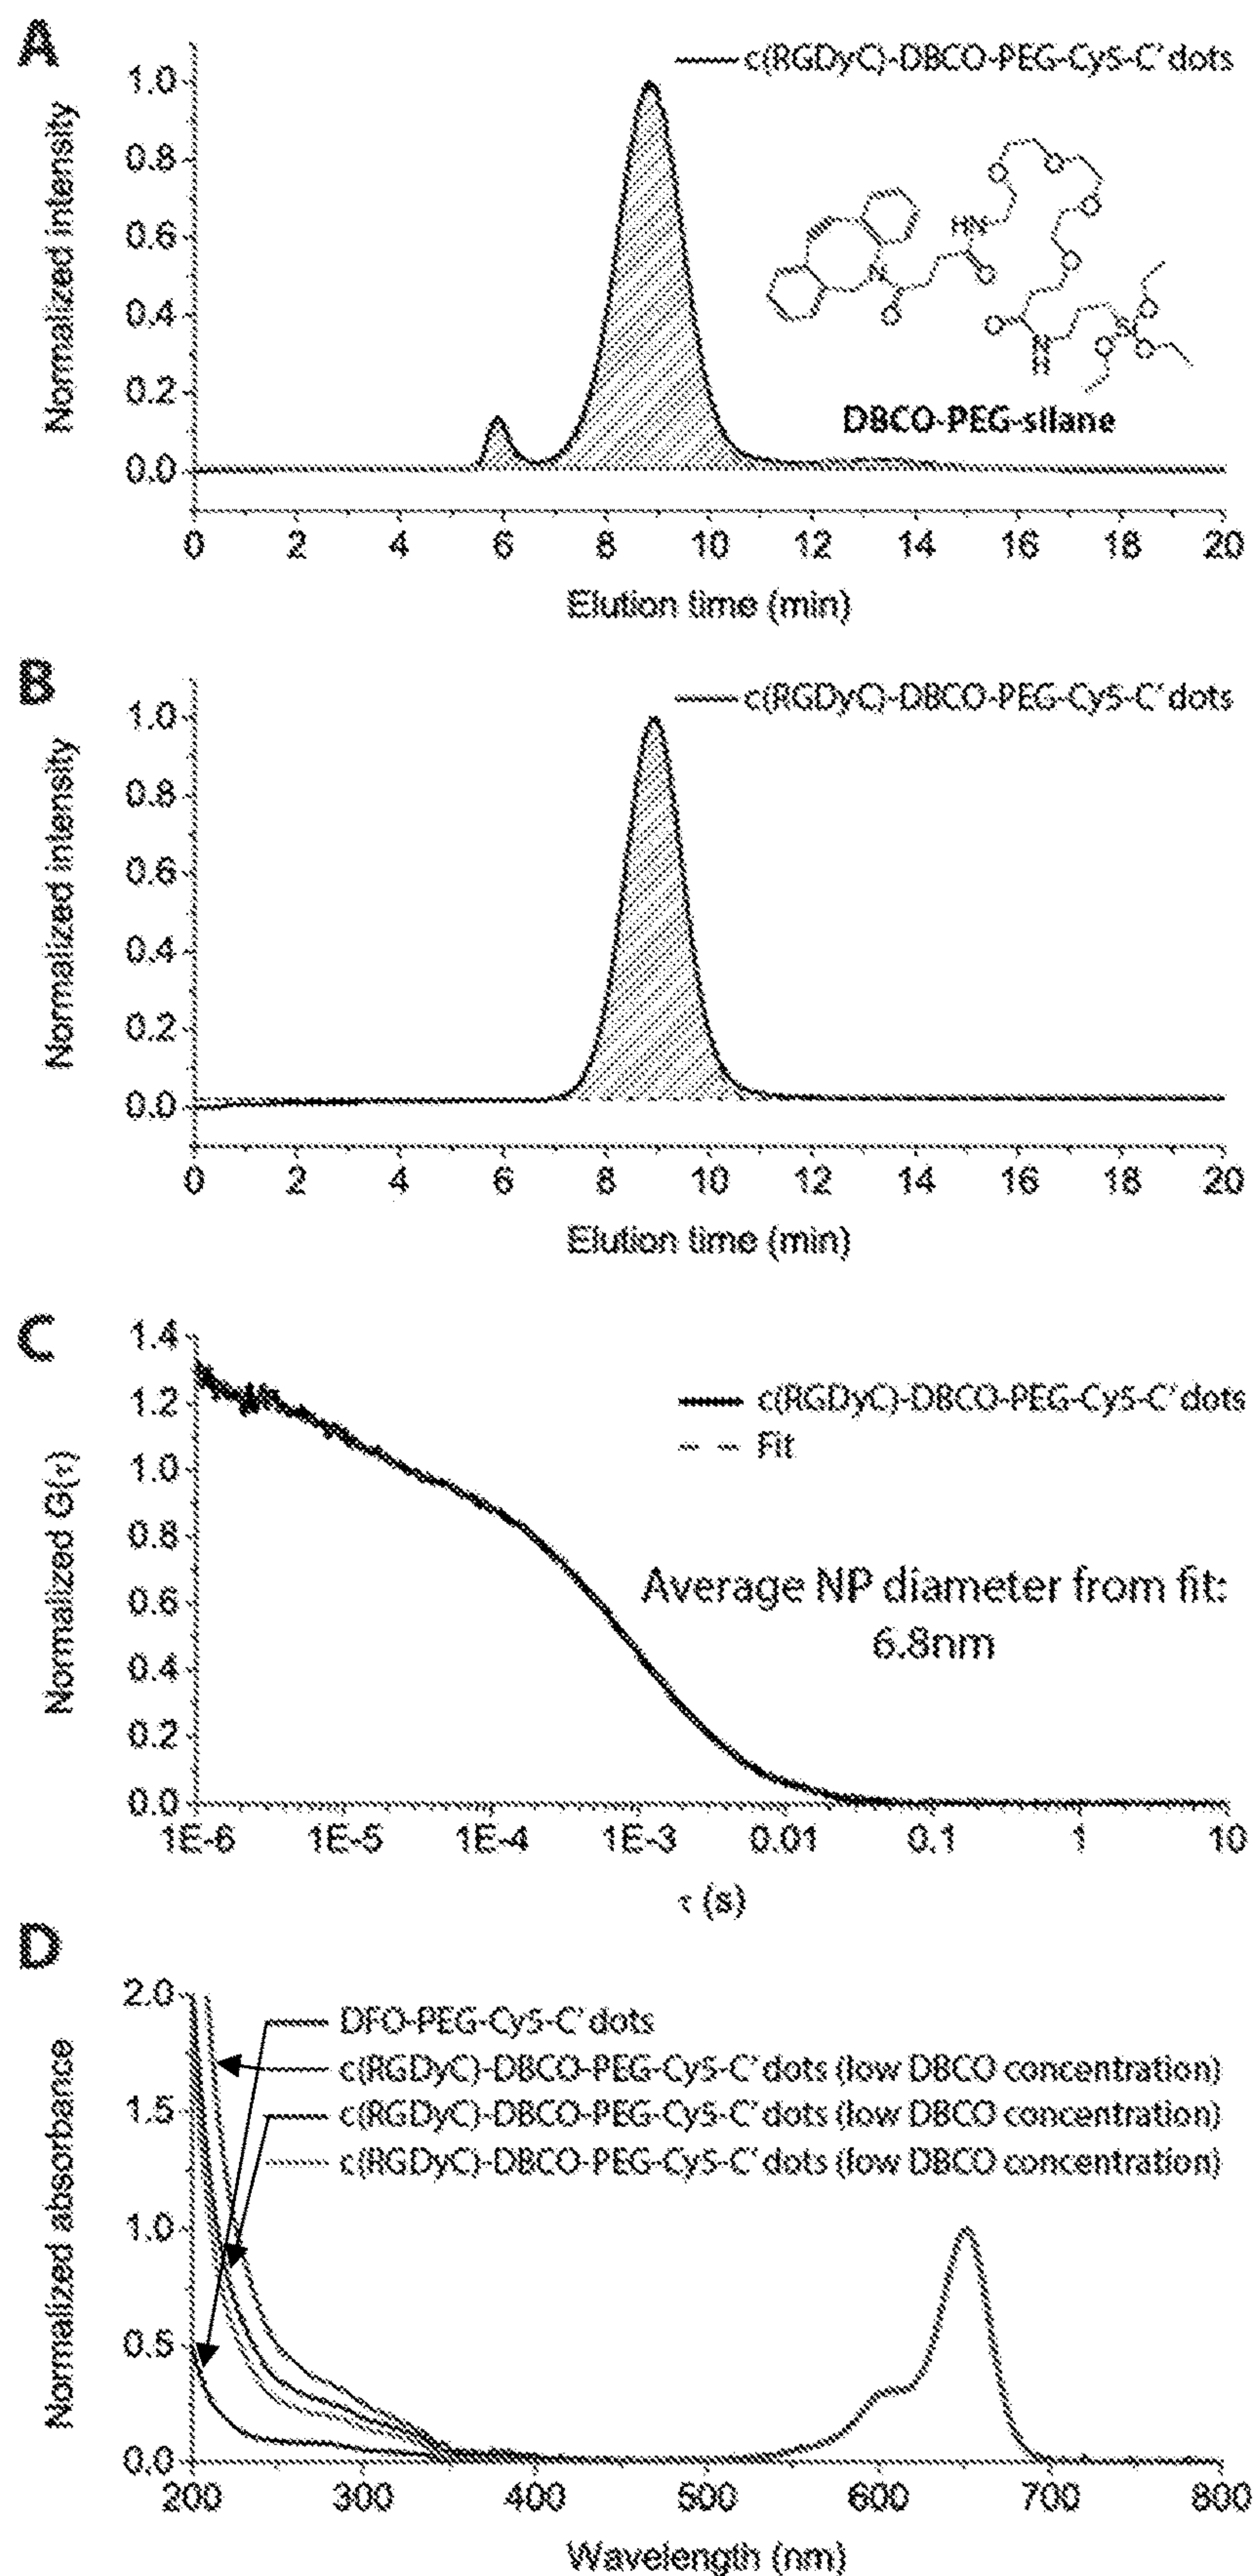 A
c(RGDyC)-DBCO-PEG-Cy5-C'dots
Normalized intensity
1.0
0.8
0.6
0.4
0.2
0.0
O
O
O
O
HN
N
O
O
O
N
H
Si
O
O
O
DBCO-PEG-silane
0 2 4 6 8 10 12 14 16 18 20
Elution time (min)
B
c(RGDyC)-DBCO-PEG-Cy5-C'dots
Normalized intensity
1.0
0.8
0.6
0.4
0.2
0.0
0 2 4 6 8 10 12 14 16 18 20
Elution time (min)
C
c(RGDyC)-DBCO-PEG-Cy5-C'dots
Fit
Normalized G(τ)
1.4
1.2
1.0
0.8
0.6
0.4
0.2
0.0
Average NP diameter from fit:
6.8nm
1E-6 1E-5 1E-4 1E-3 0.01 0.1 1 10
τ (s)
D
DFO-PEG-Cy5-C'dots
c(RGDyC)-DBCO-PEG-Cy5-C'dots (low DBCO concentration)
c(RGDyC)-DBCO-PEG-Cy5-C'dots (low DBCO concentration)
c(RGDyC)-DBCO-PEG-Cy5-C'dots (low DBCO concentration)
Normalized absorbance
2.0
1.5
1.0
0.5
0.0
200 300 400 500 600 700 800
Wavelength (nm)